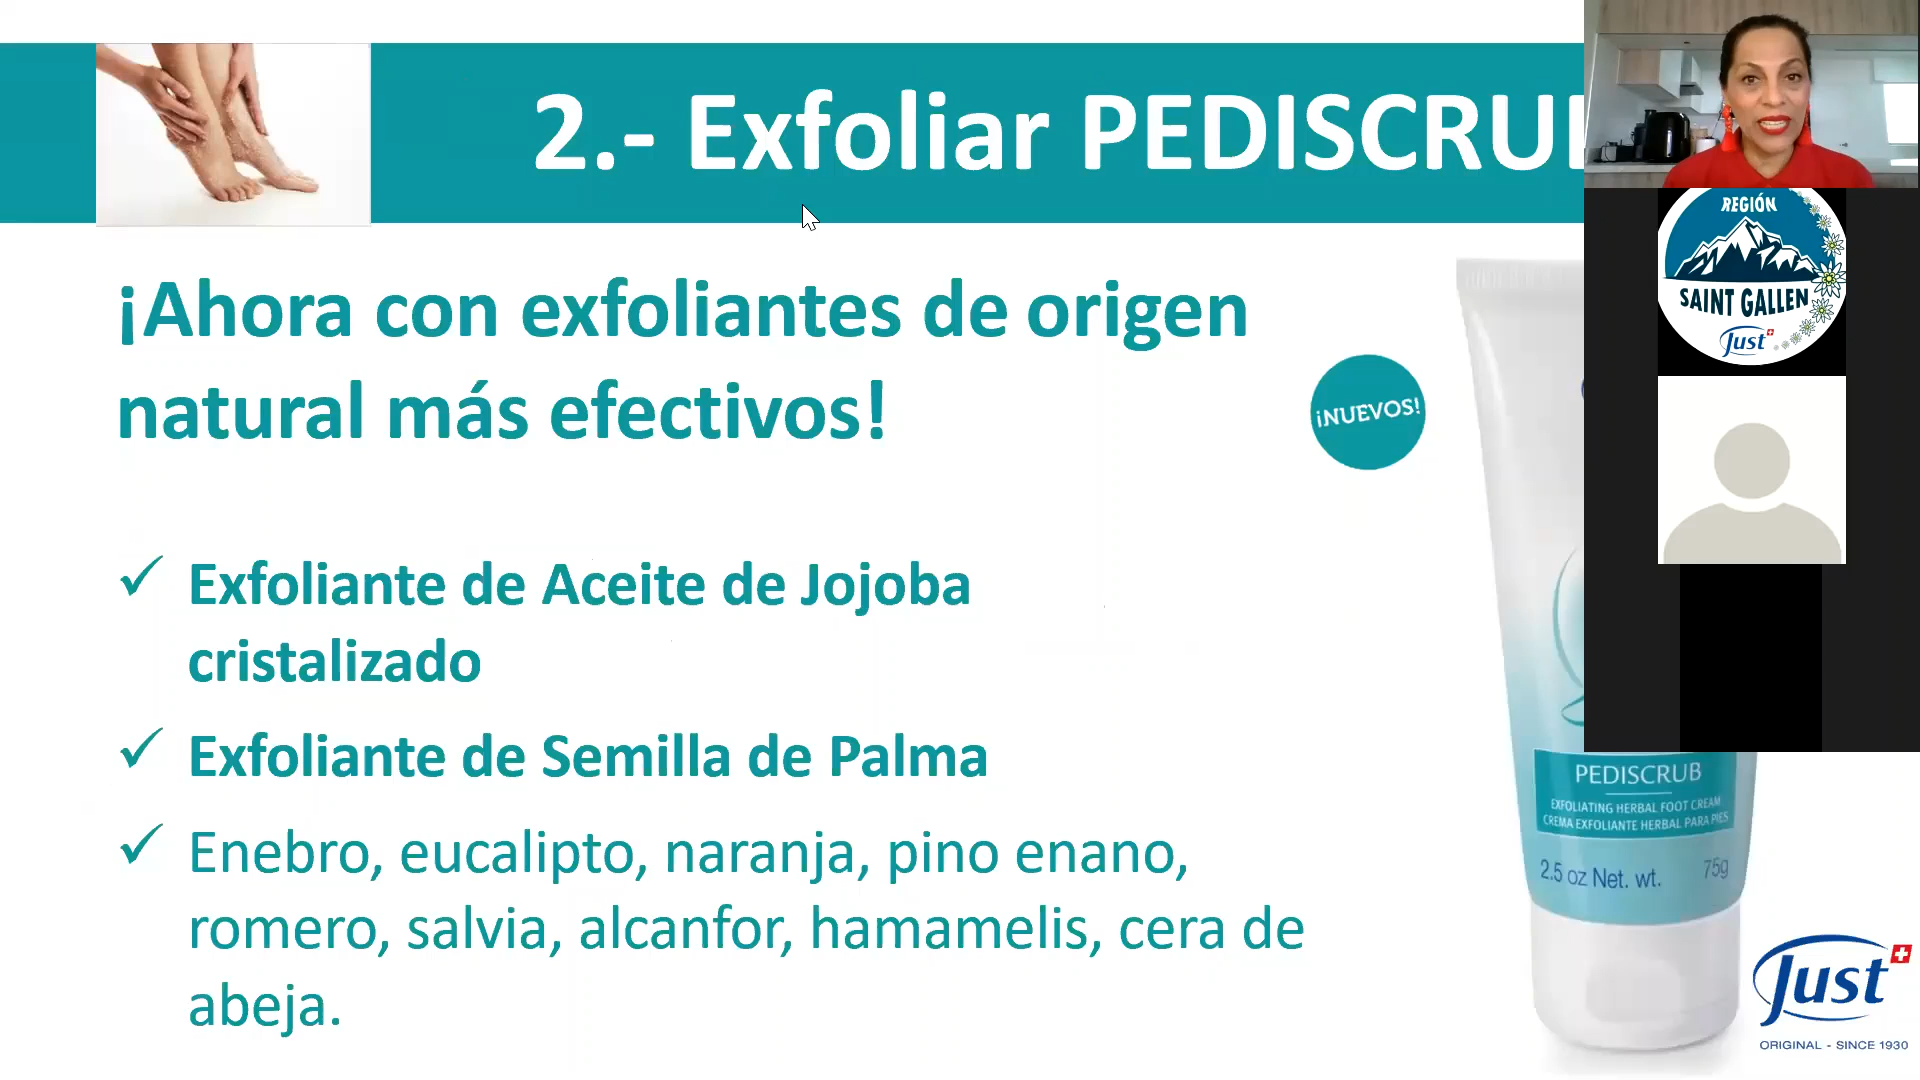 2.- Exfoliar PEDISCRU
¡Ahora con exfoliantes de origen
natural más efectivos!
¡NUEVOS!
✓ Exfoliante de Aceite de Jojoba
cristalizado
✓ Exfoliante de Semilla de Palma
✓ Enebro, eucalipto, naranja, pino enano,
romero, salvia, alcanfor, hamamelis, cera de
abeja.
REGIÓN
SAINT GALLEN
Just
PEDISCRUB
EXFOLIATING HERBAL FOOT CREAM
CREMA EXFOLIANTE HERBAL PARA PIES
2.5 oz Net. wt. 75g
Just
ORIGINAL - SINCE 1930